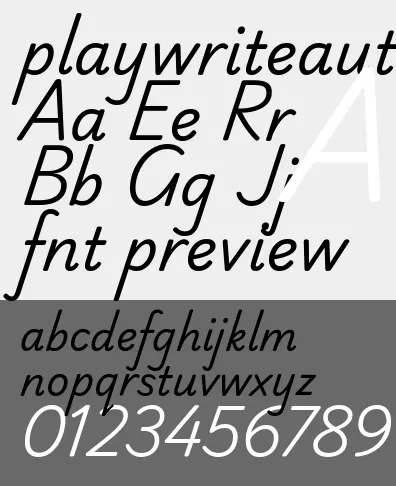 playwriteaut
Aa Ee Rr
A
Bb Gg Jj
fnt preview
abcdefghijklm
nopqrstuvwxyz
0123456789